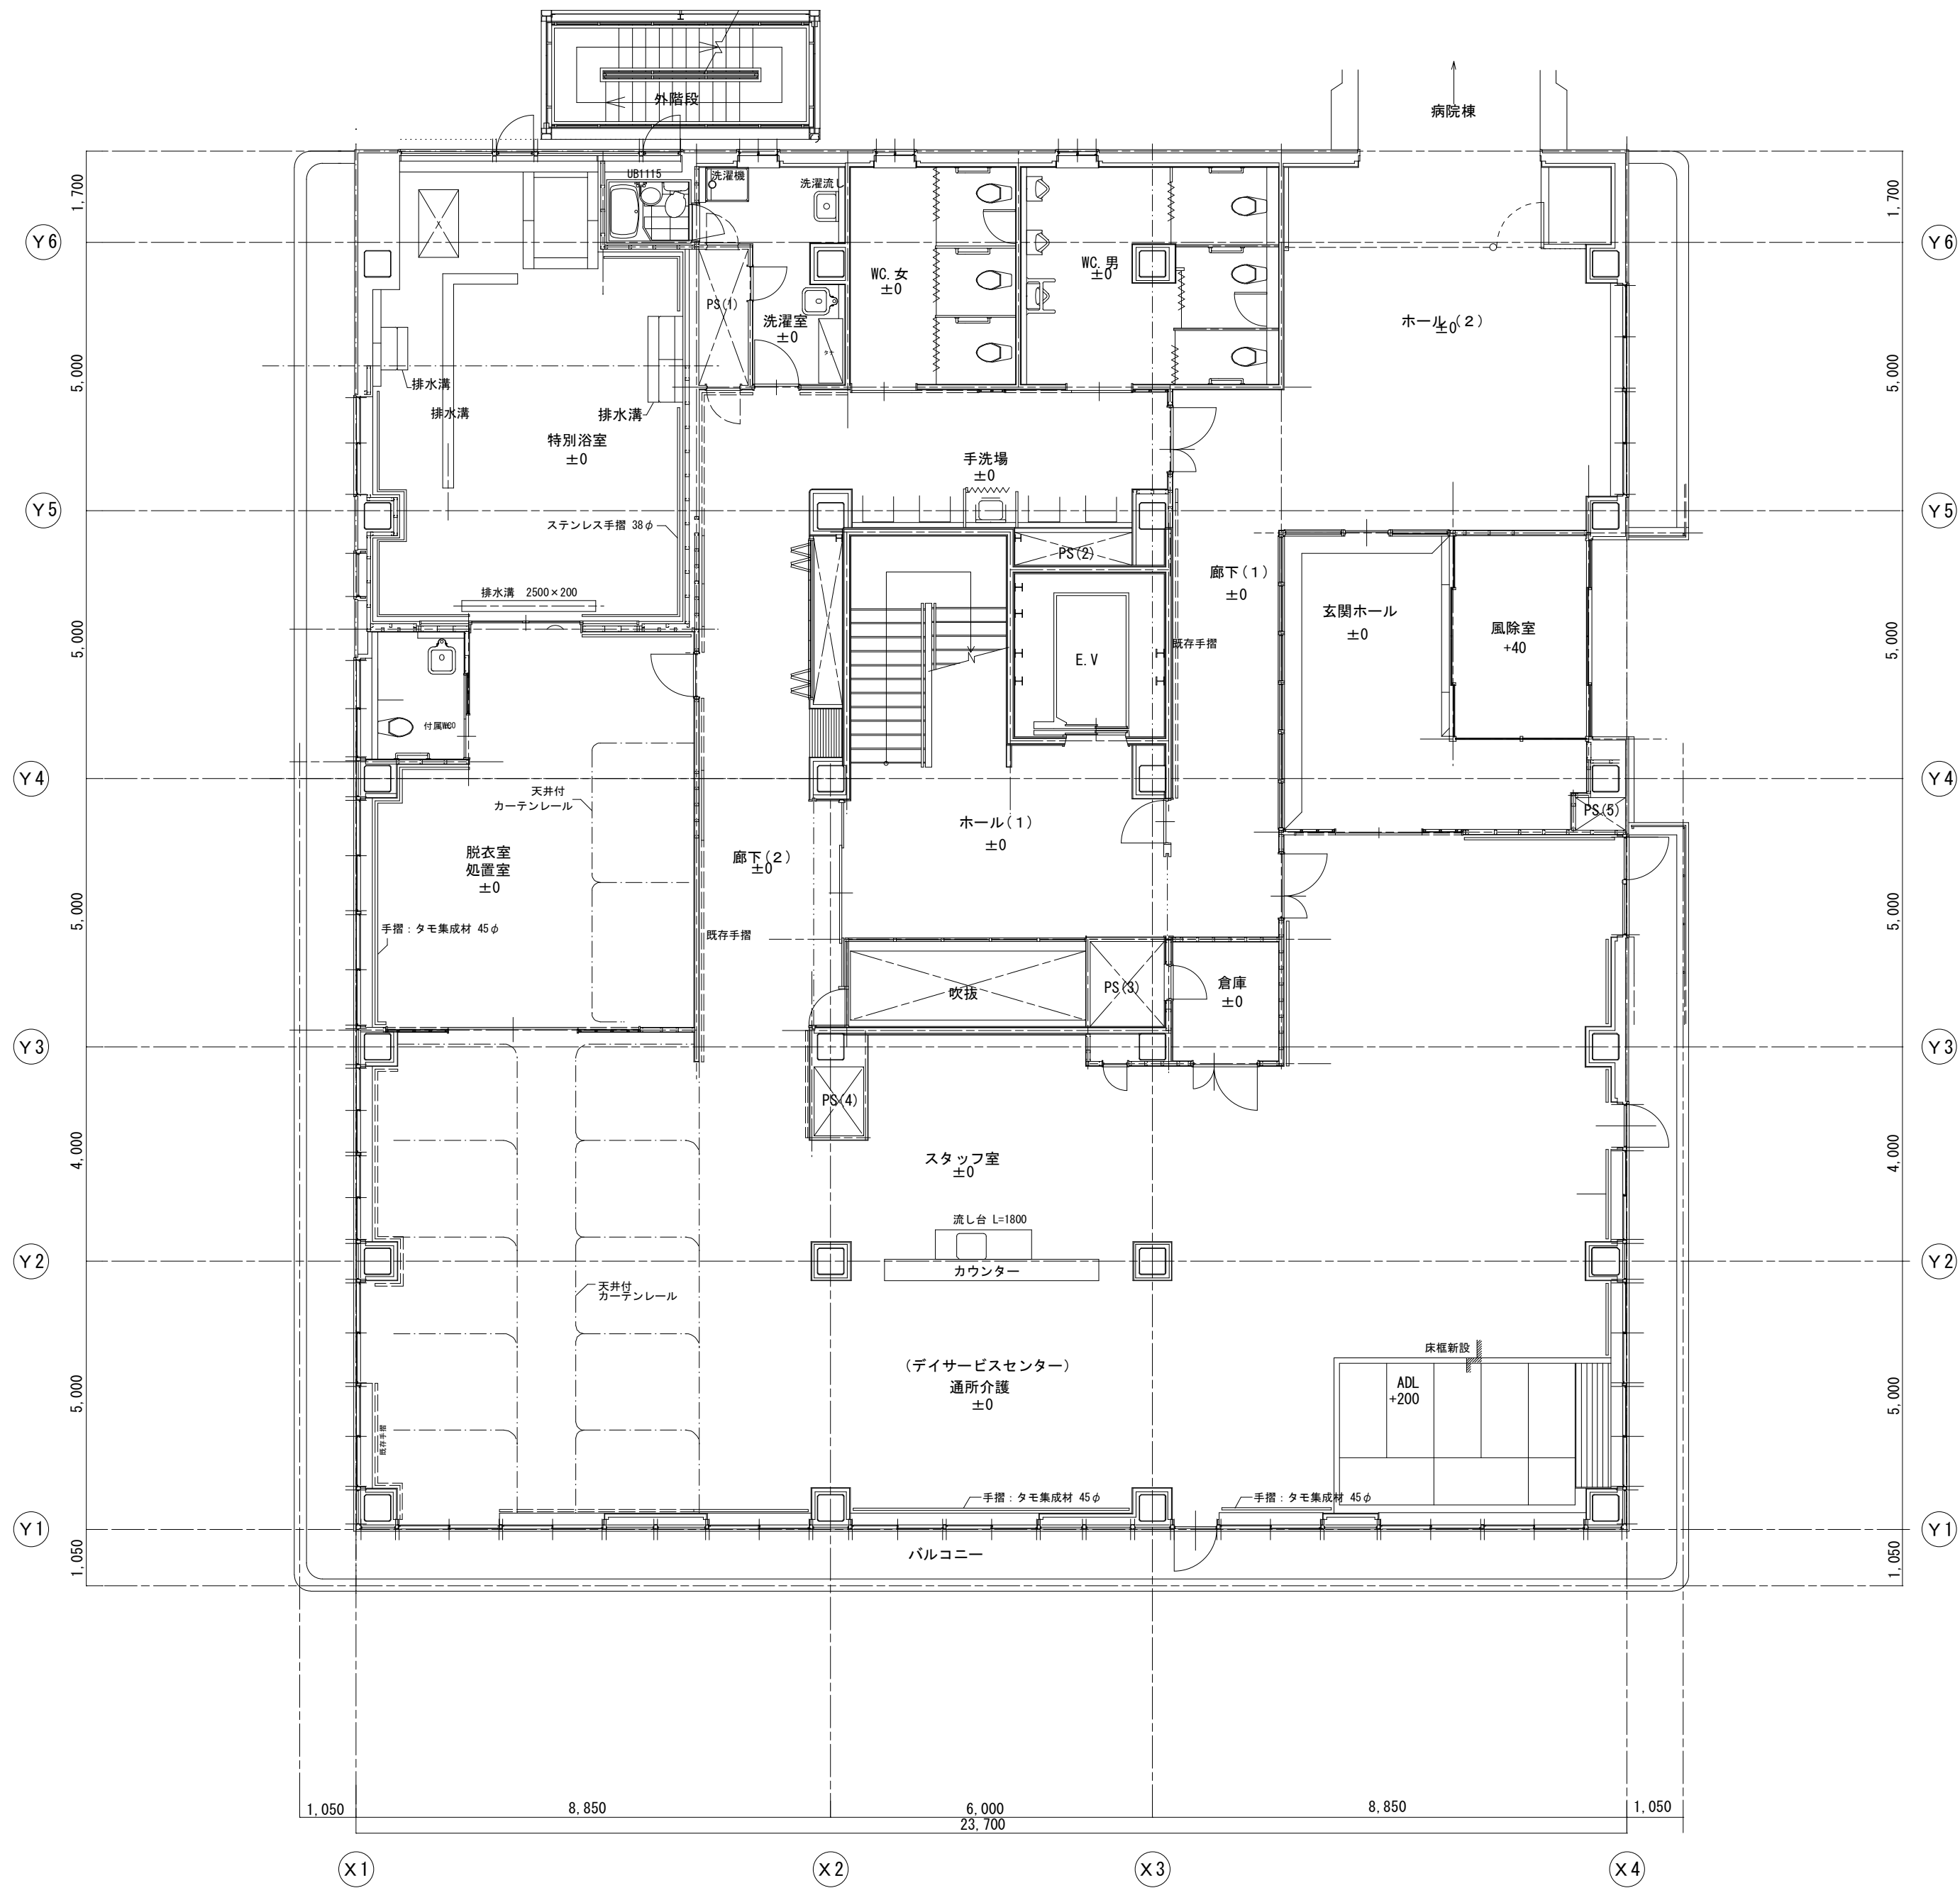 外階段
病院棟
1,700
1,700
UB1115
洗濯機
洗濯流し
Y6
Y6
WC.女
±0
WC.男
±0
PS(1)
洗濯室
±0
タキ
ホール(2)
±0
5,000
5,000
排水溝
排水溝
排水溝
特別浴室
±0
手洗場
±0
Y5
Y5
ステンレス手摺 38φ
PS(2)
廊下(1)
±0
排水溝 2500×200
玄関ホール
±0
風除室
+40
5,000
5,000
既存手摺
E.V
Y4
Y4
天井付
カーテンレール
PS(5)
ホール(1)
±0
脱衣室
処置室
±0
廊下(2)
±0
5,000
5,000
手摺:タモ集成材 45φ
既存手摺
吹抜
PS(3)
倉庫
±0
Y3
Y3
PS(4)
4,000
4,000
スタッフ室
±0
流し台 L=1800
Y2
Y2
カウンター
天井付
カーテンレール
床框新設
(デイサービスセンター)
通所介護
±0
ADL
+200
5,000
5,000
既存手摺
手摺:タモ集成材 45φ
手摺:タモ集成材 45φ
Y1
Y1
バルコニー
1,050
1,050
1,050
8,850
6,000
8,850
1,050
23,700
X1
X2
X3
X4